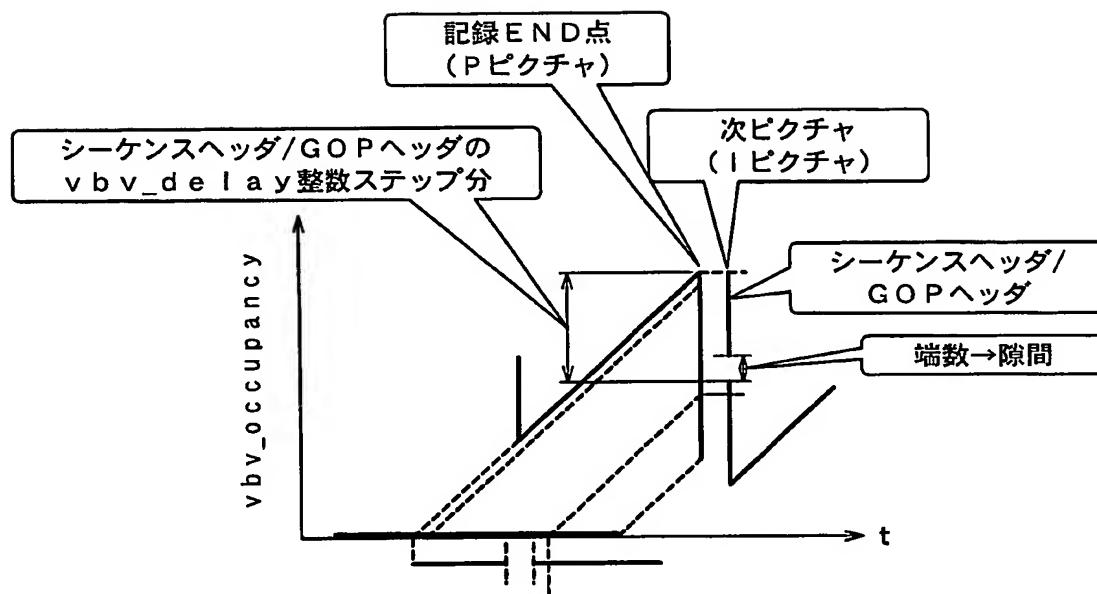 記録END点
(Pピクチャ)
次ピクチャ
(Iピクチャ)
シーケンスヘッダ/GOPヘッダの
vbv_delay整数ステップ分
シーケンスヘッダ/
GOPヘッダ
端数→隙間
vbv_occupancy
t